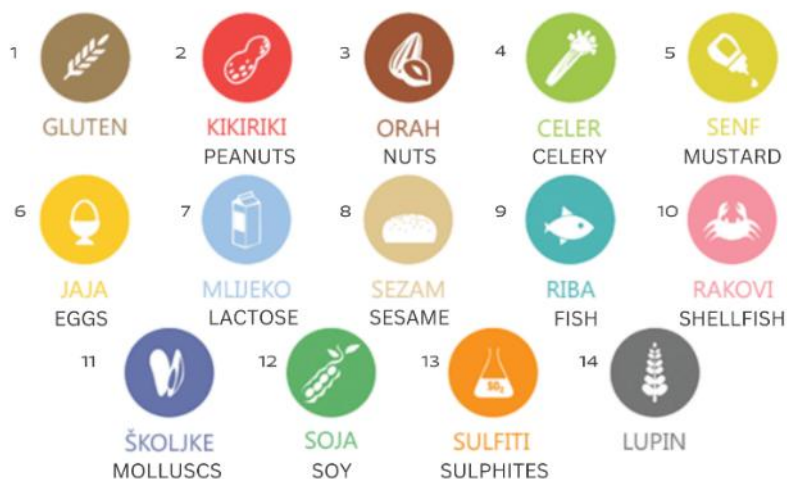 1 2 3 4 5
GLUTEN KIKIRIKI ORAH CELER SENF
PEANUTS NUTS CELERY MUSTARD
6 7 8 9 10
JAJA MLIJEKO SEZAM RIBA RAKOVI
EGGS LACTOSE SESAME FISH SHELLFISH
11 12 13 14
SO₂
ŠKOLJKE SOJA SULFITI LUPIN
MOLLUSCS SOY SULPHITES